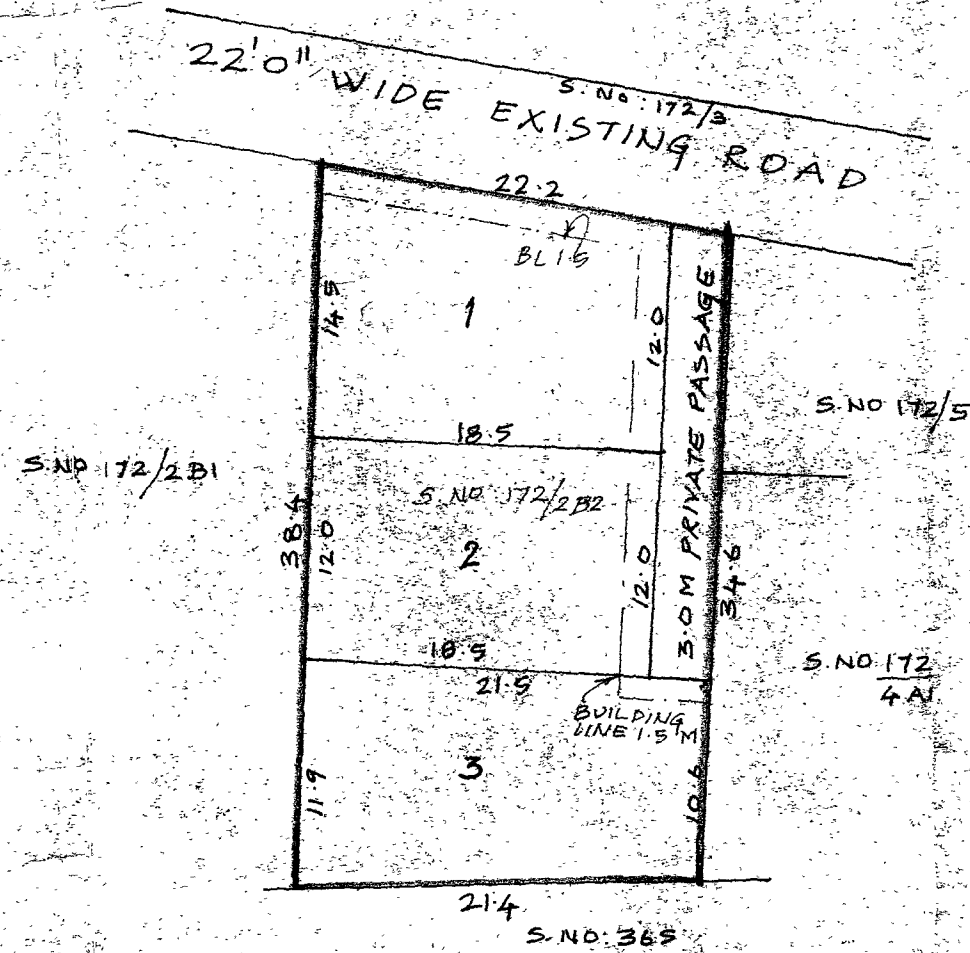 22'0" WIDE EXISTING ROAD
S. No: 172/3
22.2
BL 1.5
1
14.5
12.0
18.5
3.0 M PRIVATE PASSAGE
S.NO 172/5
S.NO 172/2B1
S.NO 172/2B2
2
38.4
12.0
12.0
34.6
18.5
21.5
S.NO 172
4 A1
BUILDING
LINE 1.5 M
3
11.9
10.6
21.4
S.NO: 365